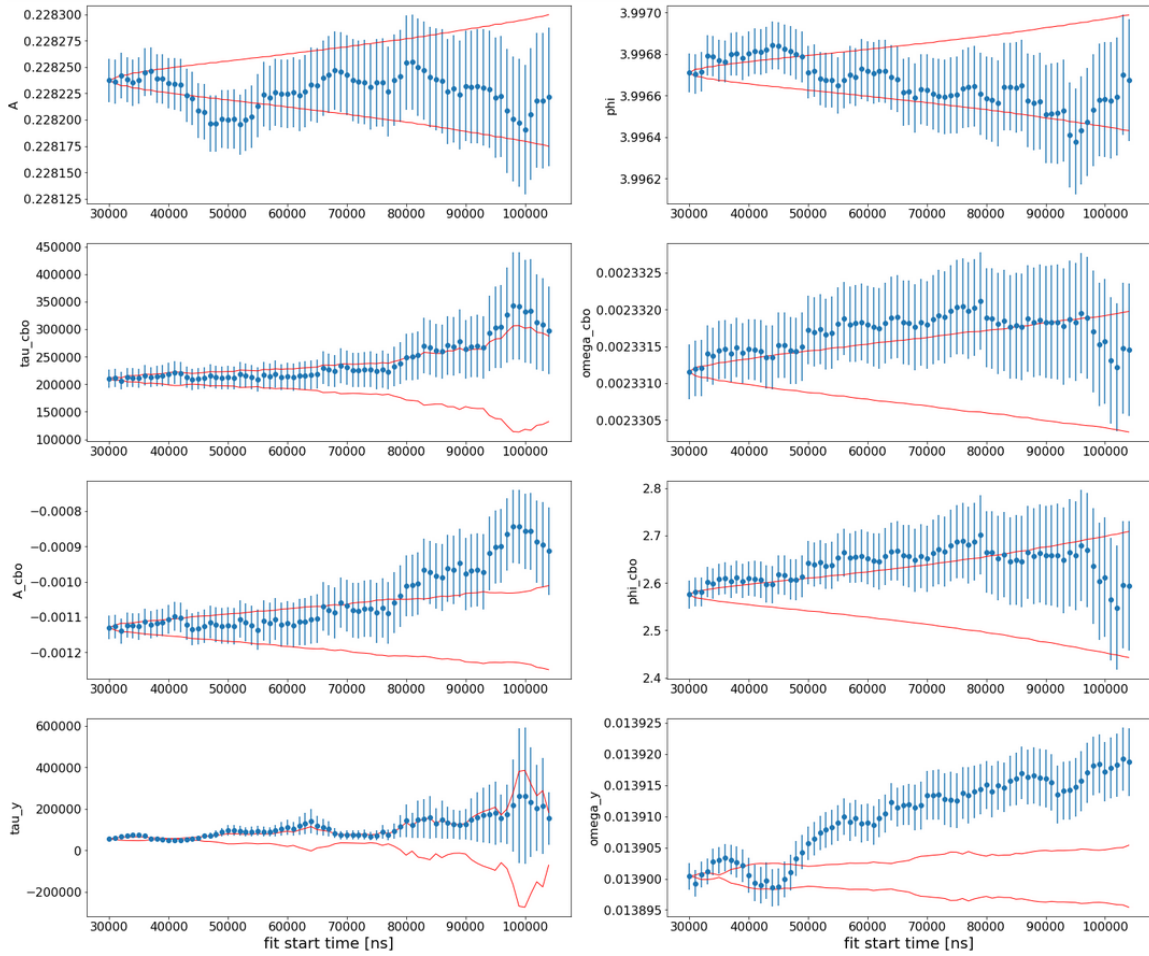 0.228300
0.228275
0.228250
0.228225
0.228200
0.228175
0.228150
0.228125
A
30000 40000 50000 60000 70000 80000 90000 100000
3.9970
3.9968
3.9966
3.9964
3.9962
phi
30000 40000 50000 60000 70000 80000 90000 100000
450000
400000
350000
300000
250000
200000
150000
100000
tau_cbo
30000 40000 50000 60000 70000 80000 90000 100000
0.0023325
0.0023320
0.0023315
0.0023310
0.0023305
omega_cbo
30000 40000 50000 60000 70000 80000 90000 100000
−0.0008
−0.0009
−0.0010
−0.0011
−0.0012
A_cbo
30000 40000 50000 60000 70000 80000 90000 100000
2.8
2.7
2.6
2.5
2.4
phi_cbo
30000 40000 50000 60000 70000 80000 90000 100000
600000
400000
200000
0
−200000
tau_y
30000 40000 50000 60000 70000 80000 90000 100000
fit start time [ns]
0.013925
0.013920
0.013915
0.013910
0.013905
0.013900
0.013895
omega_y
30000 40000 50000 60000 70000 80000 90000 100000
fit start time [ns]